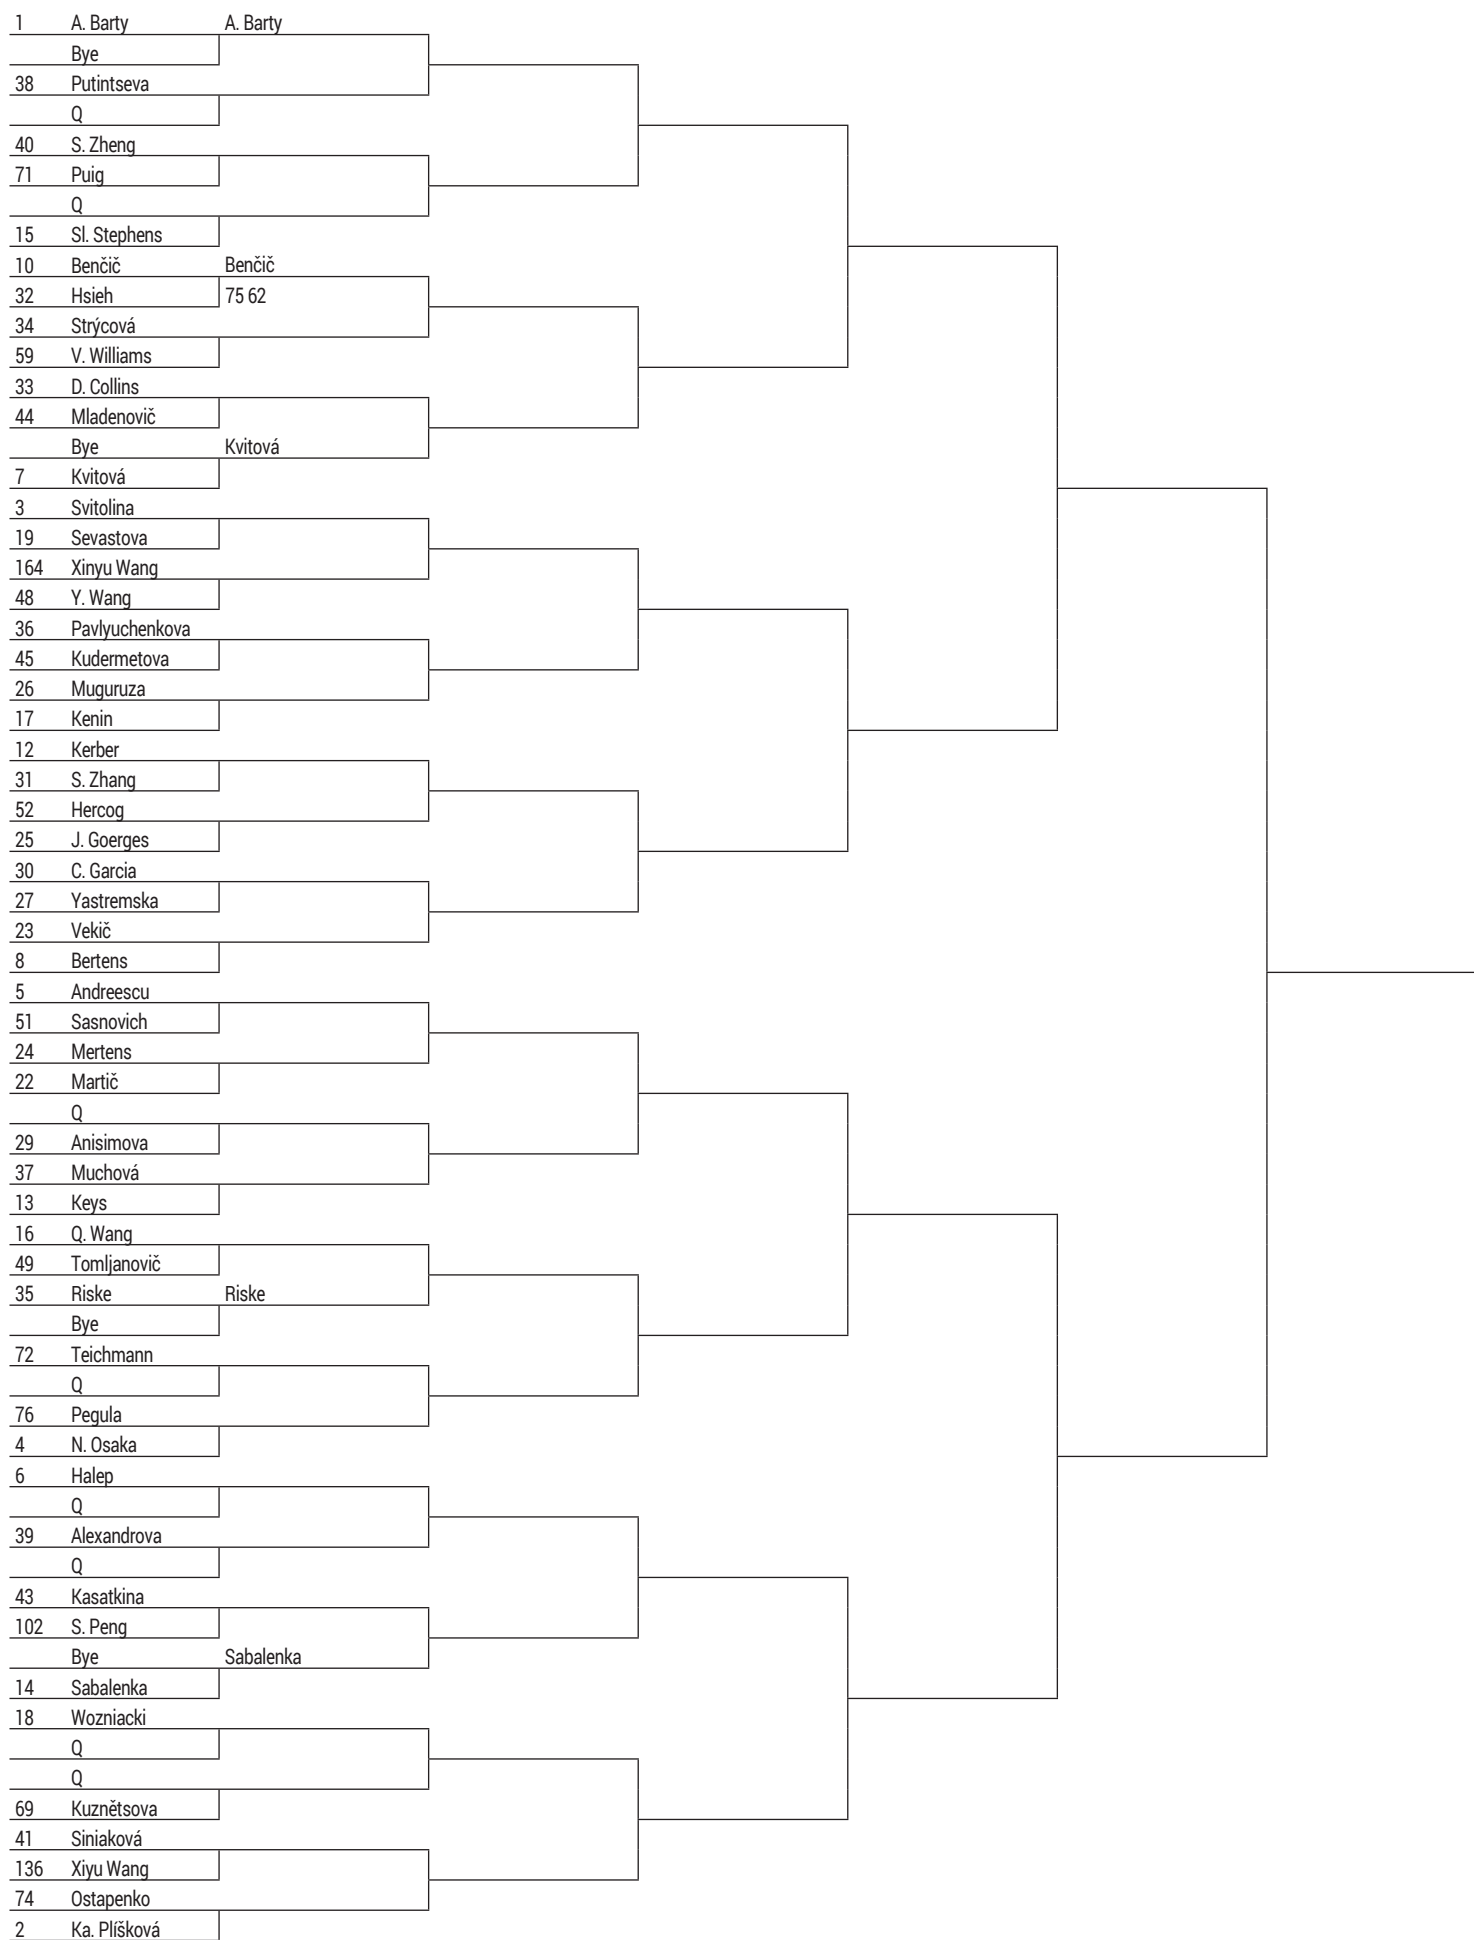 1 A. Barty A. Barty
Bye
38 Putintseva
Q
40 S. Zheng
71 Puig
Q
15 Sl. Stephens
10 Benčič Benčič
32 Hsieh 75 62
34 Strýcová
59 V. Williams
33 D. Collins
44 Mladenovič
Bye Kvitová
7 Kvitová
3 Svitolina
19 Sevastova
164 Xinyu Wang
48 Y. Wang
36 Pavlyuchenkova
45 Kudermetova
26 Muguruza
17 Kenin
12 Kerber
31 S. Zhang
52 Hercog
25 J. Goerges
30 C. Garcia
27 Yastremska
23 Vekič
8 Bertens
5 Andreescu
51 Sasnovich
24 Mertens
22 Martič
Q
29 Anisimova
37 Muchová
13 Keys
16 Q. Wang
49 Tomljanovič
35 Riske Riske
Bye
72 Teichmann
Q
76 Pegula
4 N. Osaka
6 Halep
Q
39 Alexandrova
Q
43 Kasatkina
102 S. Peng
Bye Sabalenka
14 Sabalenka
18 Wozniacki
Q
Q
69 Kuznětsova
41 Siniaková
136 Xiyu Wang
74 Ostapenko
2 Ka. Plíšková